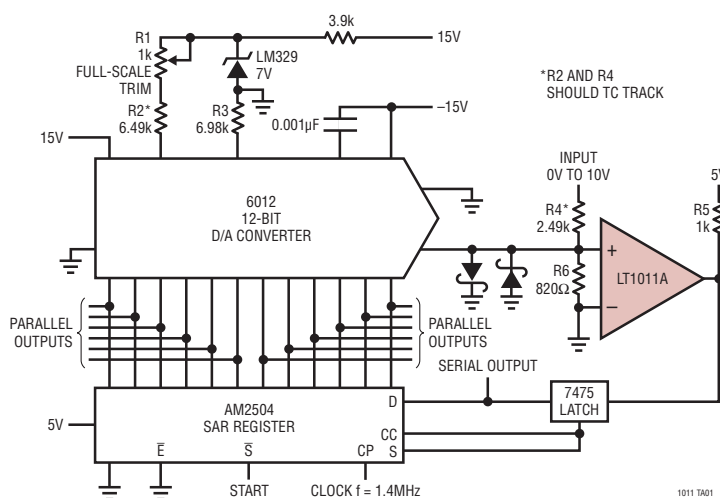 3.9k
15V
R1
1k
FULL-SCALE
TRIM
LM329
7V
*R2 AND R4
SHOULD TC TRACK
R2*
6.49k
R3
6.98k
0.001µF
–15V
15V
INPUT
0V TO 10V
5V
6012
12-BIT
D/A CONVERTER
R4*
2.49k
R5
1k
R6
820Ω
+
–
LT1011A
PARALLEL
OUTPUTS
PARALLEL
OUTPUTS
SERIAL OUTPUT
AM2504
SAR REGISTER
D
7475
LATCH
5V
CC
E̅
S̅
CP
S
START
CLOCK f = 1.4MHz
1011 TA01